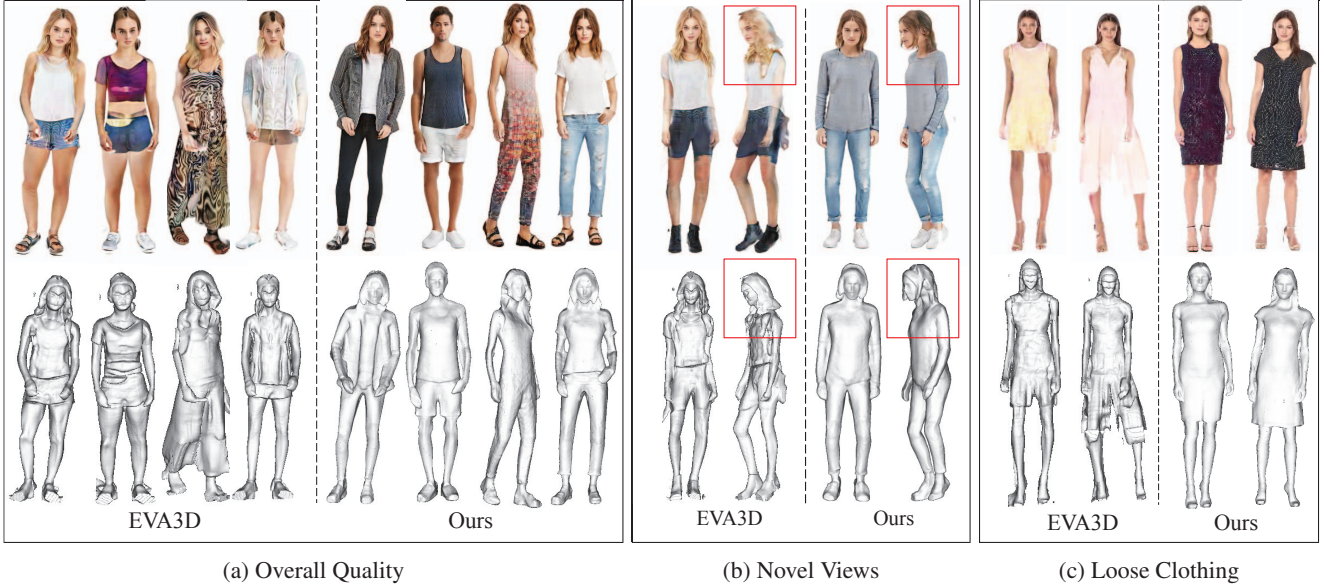 EVA3D
Ours
EVA3D
Ours
EVA3D
Ours
(a) Overall Quality
(b) Novel Views
(c) Loose Clothing